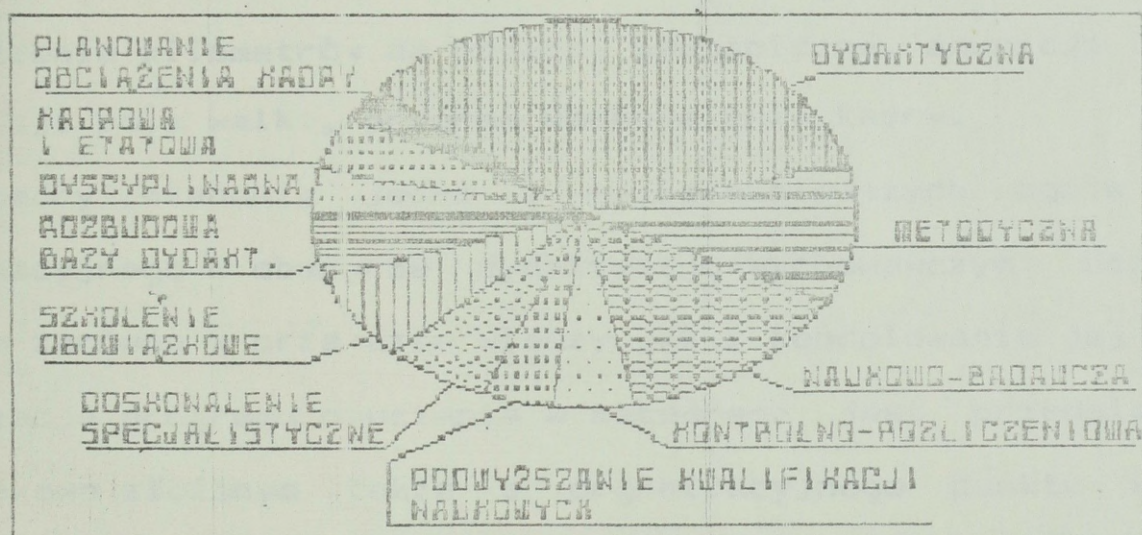 PLANOWANIE
OBCIĄŻENIA KADRY
KADROWA
I ETATOWA
DYSCYPLINARNA
ROZBUDOWA
BAZY DYDAKT.
SZKOLENIE
OBOWIĄZKOWE
DOSKONALENIE
SPECJALISTYCZNE
PODWYŻSZANIE KWALIFIKACJI
NAUKOWYCH
KONTROLNO-ROZLICZENIOWA
NAUKOWO-BADAWCZA
METODYCZNA
DYDAKTYCZNA